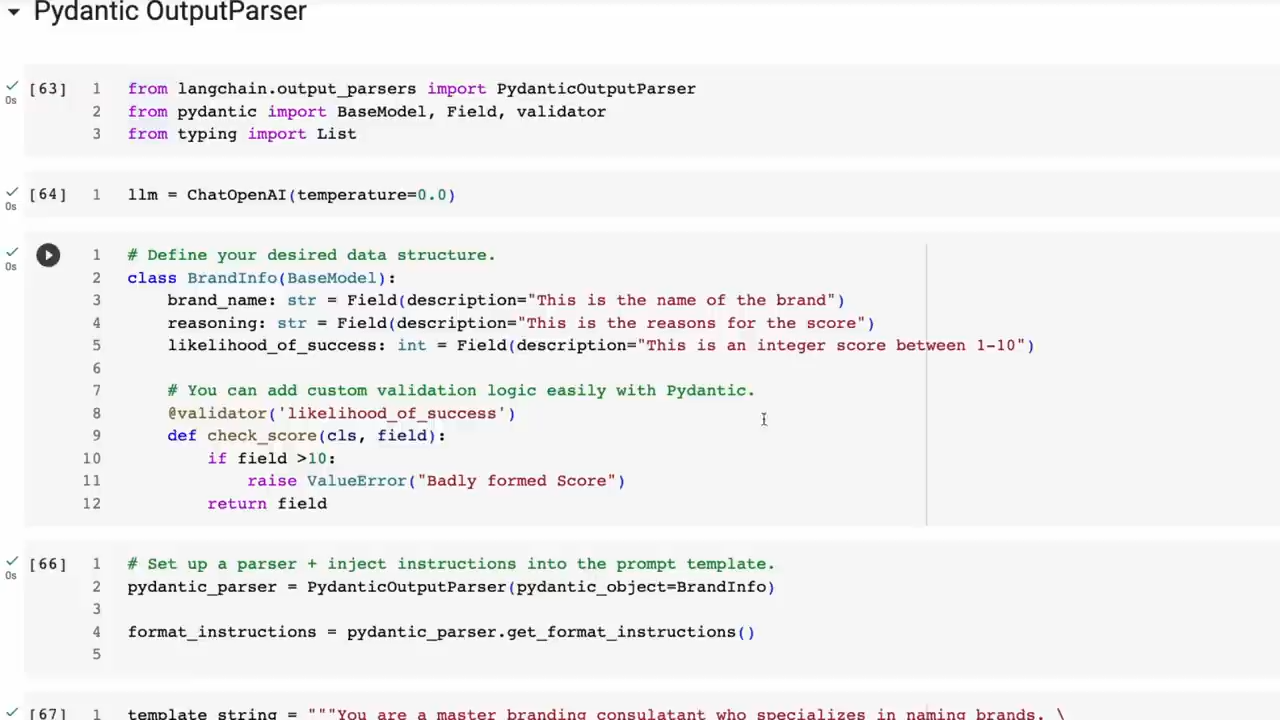 Pydantic OutputParser
[63] 1 from langchain.output_parsers import PydanticOutputParser
0s 2 from pydantic import BaseModel, Field, validator
3 from typing import List
[64] 1 llm = ChatOpenAI(temperature=0.0)
0s
1 # Define your desired data structure.
0s 2 class BrandInfo(BaseModel):
3 brand_name: str = Field(description="This is the name of the brand")
4 reasoning: str = Field(description="This is the reasons for the score")
5 likelihood_of_success: int = Field(description="This is an integer score between 1-10")
6
7 # You can add custom validation logic easily with Pydantic.
8 @validator('likelihood_of_success')
9 def check_score(cls, field):
10 if field >10:
11 raise ValueError("Badly formed Score")
12 return field
[66] 1 # Set up a parser + inject instructions into the prompt template.
0s 2 pydantic_parser = PydanticOutputParser(pydantic_object=BrandInfo)
3
4 format_instructions = pydantic_parser.get_format_instructions()
5
[67] 1 template_string = """You are a master branding consulatant who specializes in naming brands. \